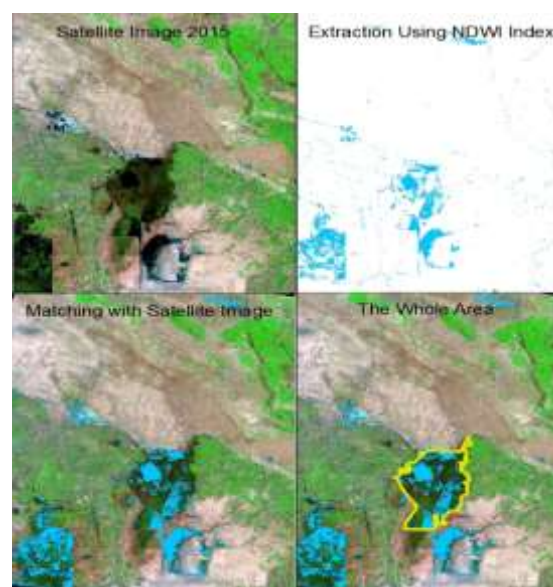 Satellite Image 2015
Extraction Using NDWI Index
Matching with Satellite Image
The Whole Area